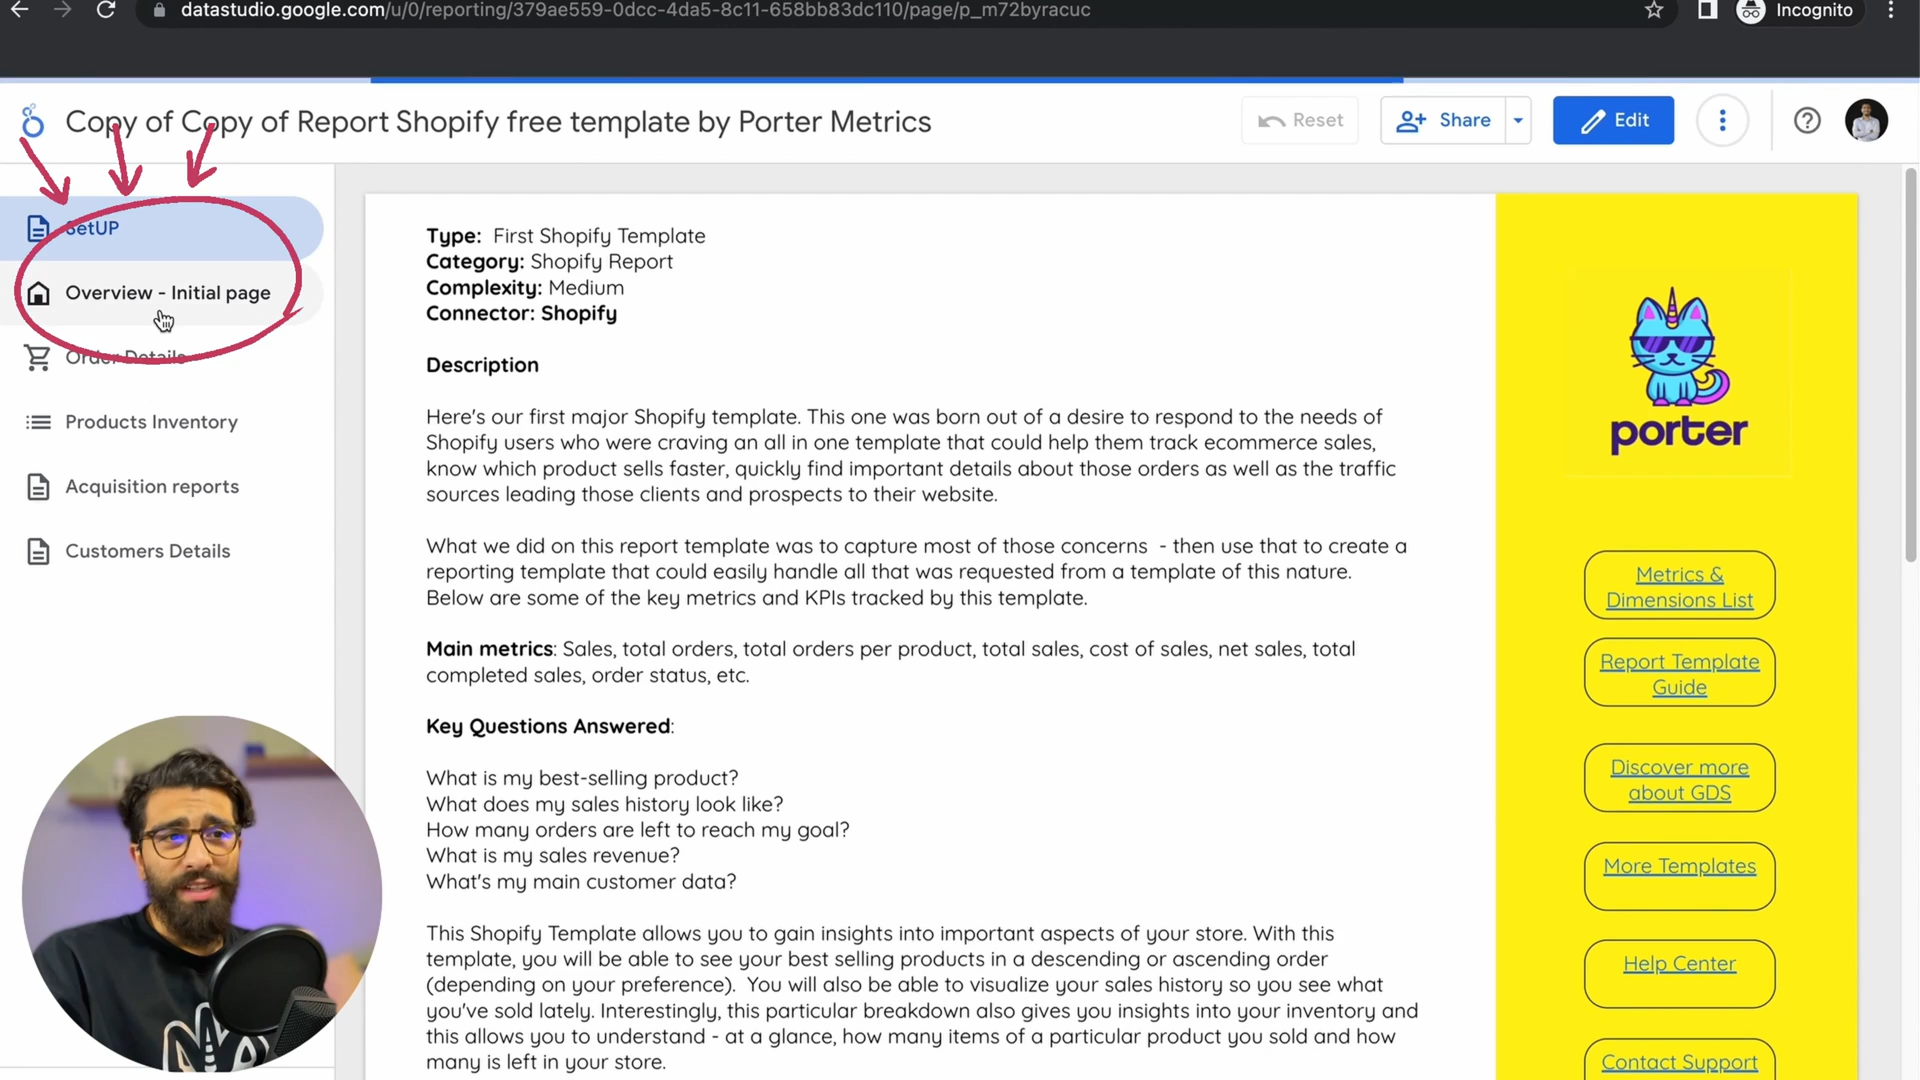 datastudio.google.com/u/0/reporting/379ae559-0dcc-4da5-8c11-658bb83dc110/page/p_m72byracuc
Incognito
Copy of Copy of Report Shopify free template by Porter Metrics
Reset
Share
Edit
SetUP
Overview - Initial page
Order Details
Products Inventory
Acquisition reports
Customers Details
Type: First Shopify Template
Category: Shopify Report
Complexity: Medium
Connector: Shopify
Description
Here's our first major Shopify template. This one was born out of a desire to respond to the needs of
Shopify users who were craving an all in one template that could help them track ecommerce sales,
know which product sells faster, quickly find important details about those orders as well as the traffic
sources leading those clients and prospects to their website.
What we did on this report template was to capture most of those concerns - then use that to create a
reporting template that could easily handle all that was requested from a template of this nature.
Below are some of the key metrics and KPIs tracked by this template.
Main metrics: Sales, total orders, total orders per product, total sales, cost of sales, net sales, total
completed sales, order status, etc.
Key Questions Answered:
What is my best-selling product?
What does my sales history look like?
How many orders are left to reach my goal?
What is my sales revenue?
What's my main customer data?
This Shopify Template allows you to gain insights into important aspects of your store. With this
template, you will be able to see your best selling products in a descending or ascending order
(depending on your preference). You will also be able to visualize your sales history so you see what
you've sold lately. Interestingly, this particular breakdown also gives you insights into your inventory and
this allows you to understand - at a glance, how many items of a particular product you sold and how
many is left in your store.
porter
Metrics &
Dimensions List
Report Template
Guide
Discover more
about GDS
More Templates
Help Center
Contact Support